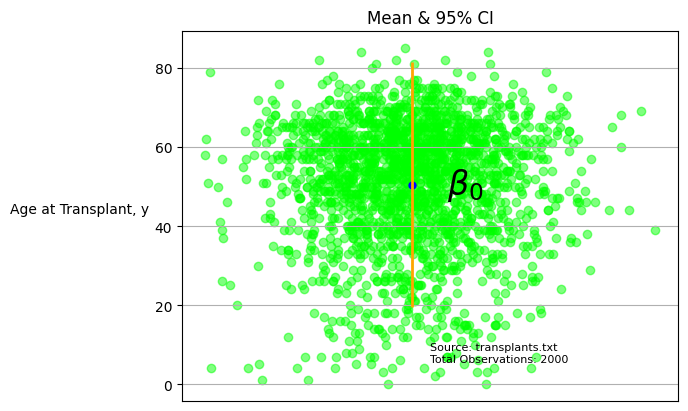 Mean & 95% CI
80
60
β0
Age at Transplant, y
40
20
Source: transplants.txt
Total Observations: 2000
0